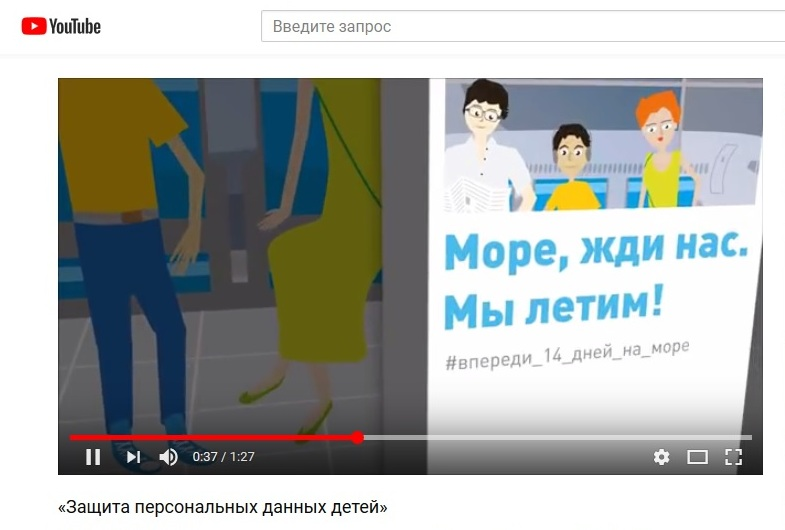 YouTube
Введите запрос
Море, жди нас.
Мы летим!
#впереди_14_дней_на_море
0:37 / 1:27
«Защита персональных данных детей»